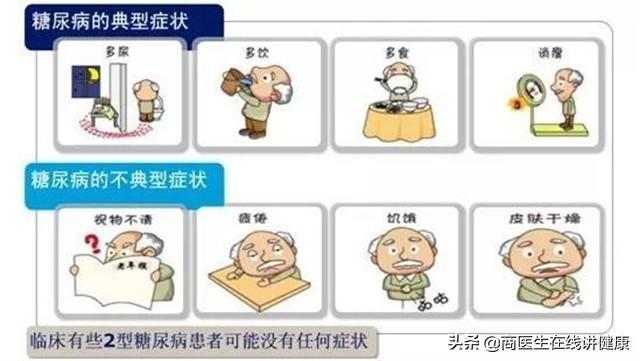 糖尿病的典型症状
多尿
多饮
多食
消瘦
糖尿病的不典型症状
视物不清
疲倦
饥饿
皮肤干燥
老年报
咕咕
临床有些2型糖尿病患者可能没有任何症状
头条 @商医生在线讲健康